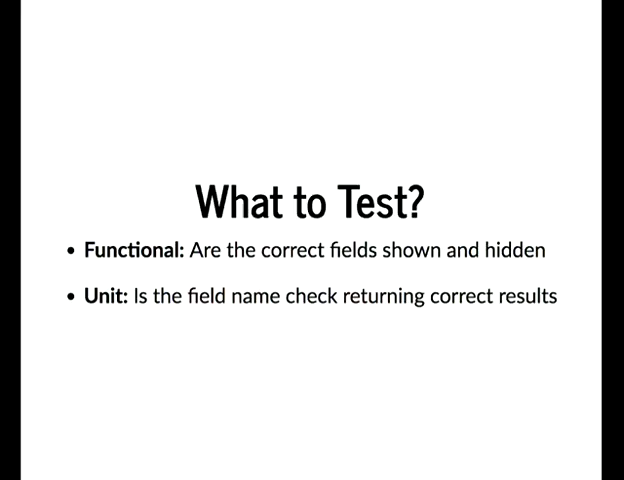 What to Test?
• Functional: Are the correct fields shown and hidden
• Unit: Is the field name check returning correct results